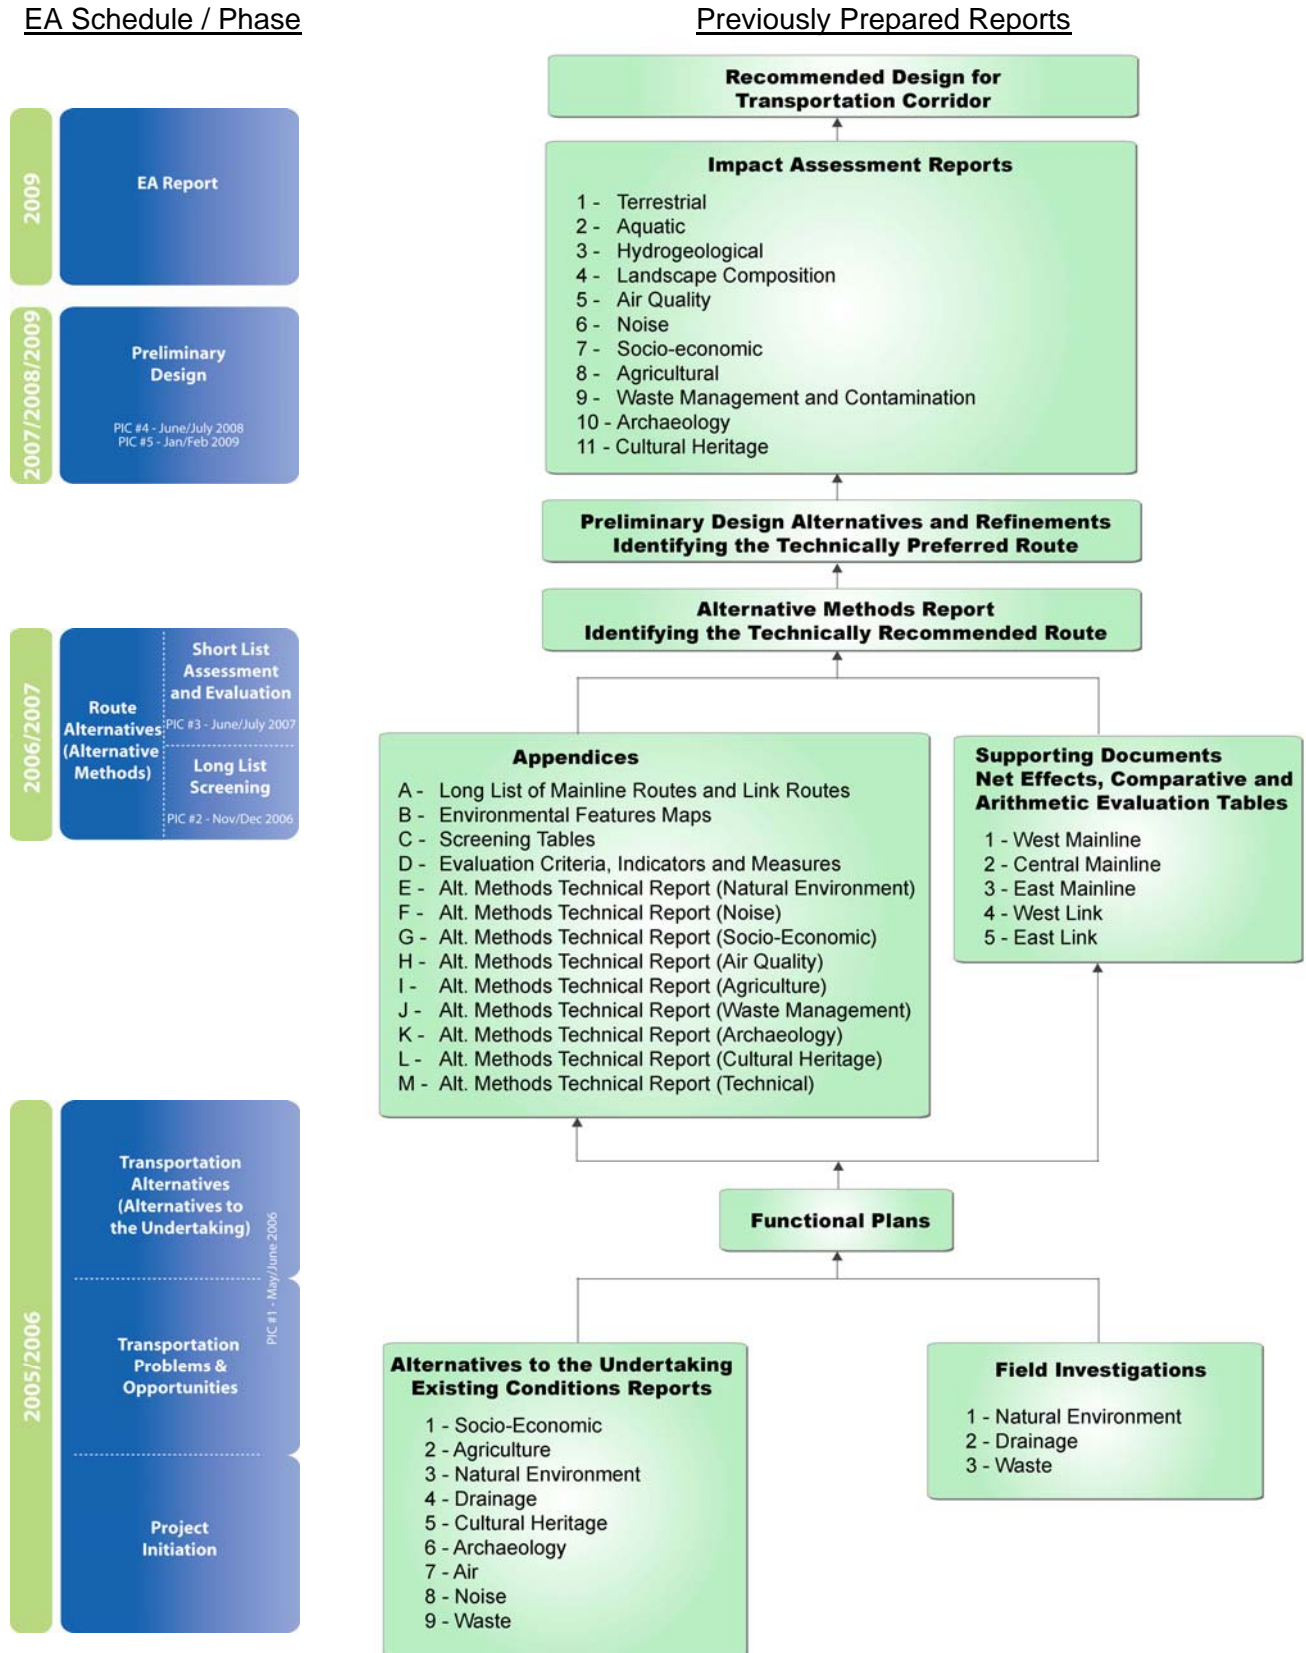 EA Schedule / Phase
Previously Prepared Reports
2009
EA Report
2007/2008/2009
Preliminary
Design
PIC #4 - June/July 2008
PIC #5 - Jan/Feb 2009
2006/2007
Route
Alternatives
(Alternative
Methods)
Short List
Assessment
and Evaluation
PIC #3 - June/July 2007
Long List
Screening
PIC #2 - Nov/Dec 2006
2005/2006
Transportation
Alternatives
(Alternatives to
the Undertaking)
PIC #1 - May/June 2006
Transportation
Problems &
Opportunities
Project
Initiation
Recommended Design for
Transportation Corridor
Impact Assessment Reports
1 - Terrestrial
2 - Aquatic
3 - Hydrogeological
4 - Landscape Composition
5 - Air Quality
6 - Noise
7 - Socio-economic
8 - Agricultural
9 - Waste Management and Contamination
10 - Archaeology
11 - Cultural Heritage
Preliminary Design Alternatives and Refinements
Identifying the Technically Preferred Route
Alternative Methods Report
Identifying the Technically Recommended Route
Appendices
A - Long List of Mainline Routes and Link Routes
B - Environmental Features Maps
C - Screening Tables
D - Evaluation Criteria, Indicators and Measures
E - Alt. Methods Technical Report (Natural Environment)
F - Alt. Methods Technical Report (Noise)
G - Alt. Methods Technical Report (Socio-Economic)
H - Alt. Methods Technical Report (Air Quality)
I - Alt. Methods Technical Report (Agriculture)
J - Alt. Methods Technical Report (Waste Management)
K - Alt. Methods Technical Report (Archaeology)
L - Alt. Methods Technical Report (Cultural Heritage)
M - Alt. Methods Technical Report (Technical)
Supporting Documents
Net Effects, Comparative and
Arithmetic Evaluation Tables
1 - West Mainline
2 - Central Mainline
3 - East Mainline
4 - West Link
5 - East Link
Functional Plans
Alternatives to the Undertaking
Existing Conditions Reports
1 - Socio-Economic
2 - Agriculture
3 - Natural Environment
4 - Drainage
5 - Cultural Heritage
6 - Archaeology
7 - Air
8 - Noise
9 - Waste
Field Investigations
1 - Natural Environment
2 - Drainage
3 - Waste